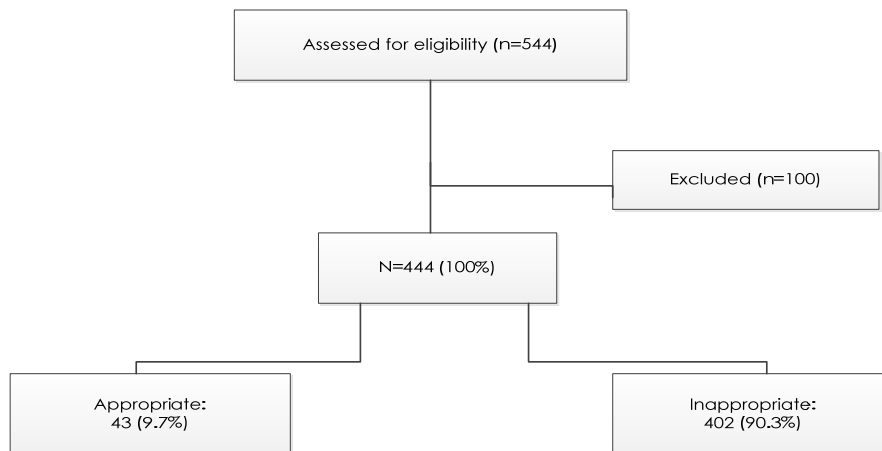 Assessed for eligibility (n=544)
Excluded (n=100)
N=444 (100%)
Appropriate:
43 (9.7%)
Inappropriate:
402 (90.3%)